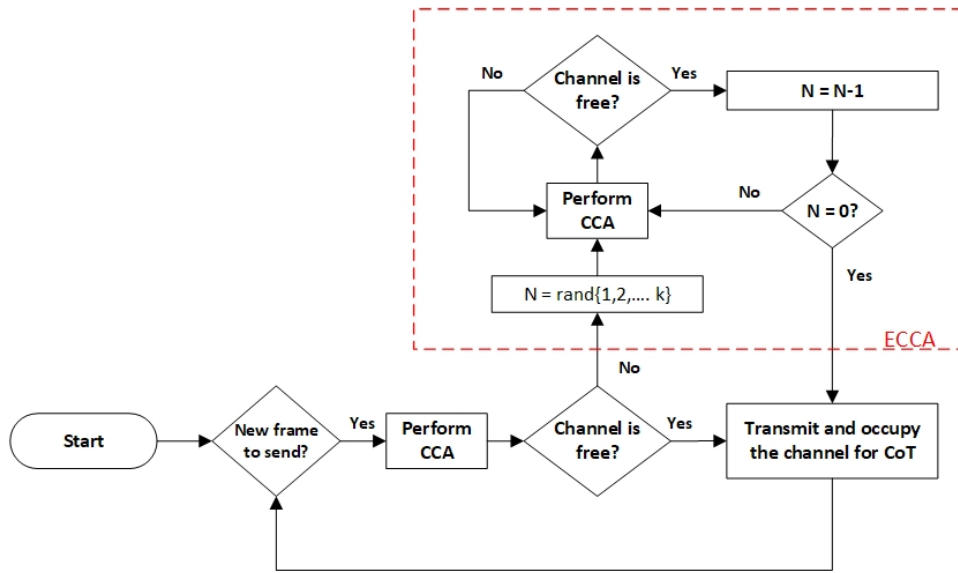 No
Channel is
free?
Yes
N = N-1
Perform
CCA
No
N = 0?
N = rand{1,2,.... k}
Yes
ECCA
No
Start
New frame
to send?
Yes
Perform
CCA
Channel is
free?
Yes
Transmit and occupy
the channel for CoT